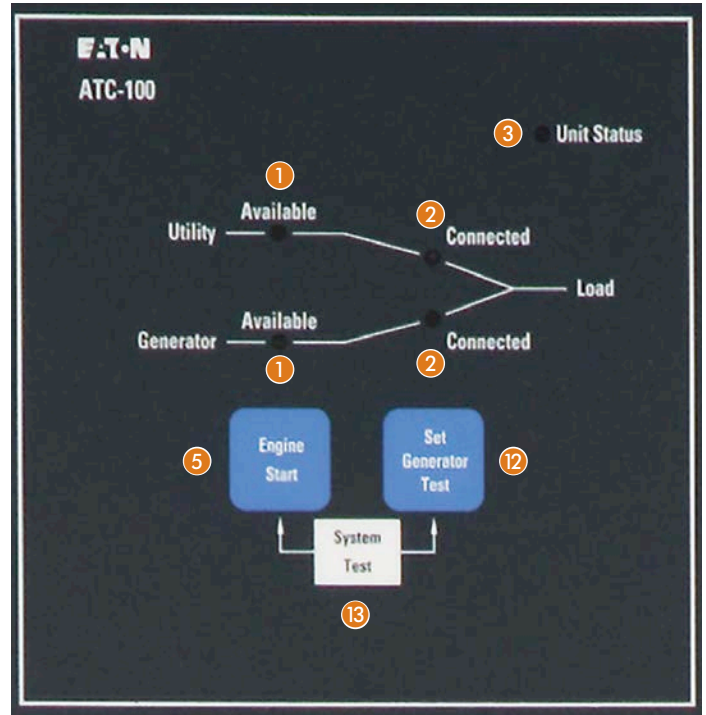 EATON
ATC-100
3 Unit Status
1
Available
2
Utility
Connected
Load
Available
Generator
Connected
1
2
5
Engine
Start
Set
Generator
Test
12
System
Test
13